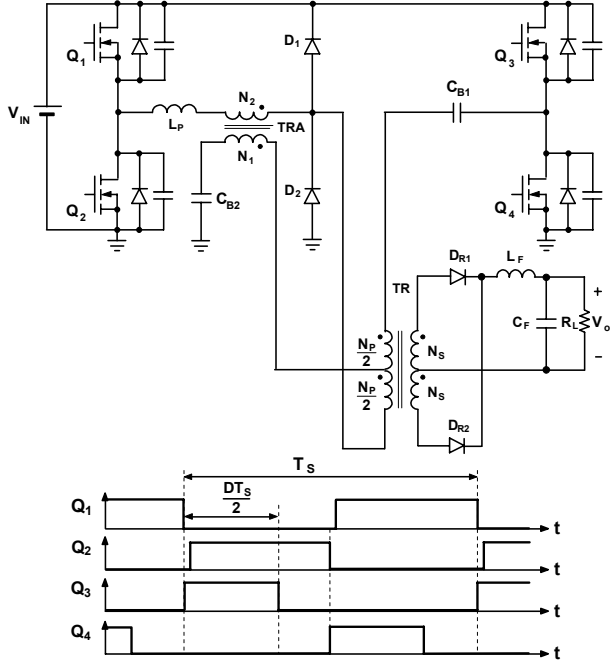 Q1
D1
Q3
VIN
LP
N2
TRA
N1
CB1
Q2
CB2
D2
Q4
DR1
LF
TR
NP
2
NS
CF
RL
Vo
+
−
NP
2
NS
DR2
TS
DTS
2
Q1
t
Q2
t
Q3
t
Q4
t